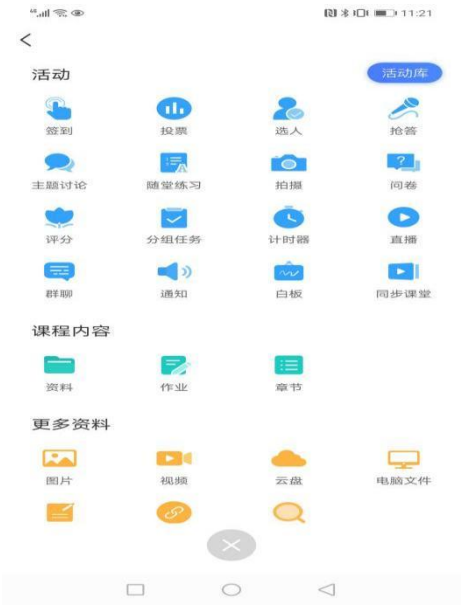 11:21
活动 活动库
签到 投票 选人 抢答
主题讨论 随堂练习 拍摄 问卷
评分 分组任务 计时器 直播
群聊 通知 白板 同步课堂
课程内容
资料 作业 章节
更多资料
图片 视频 云盘 电脑文件